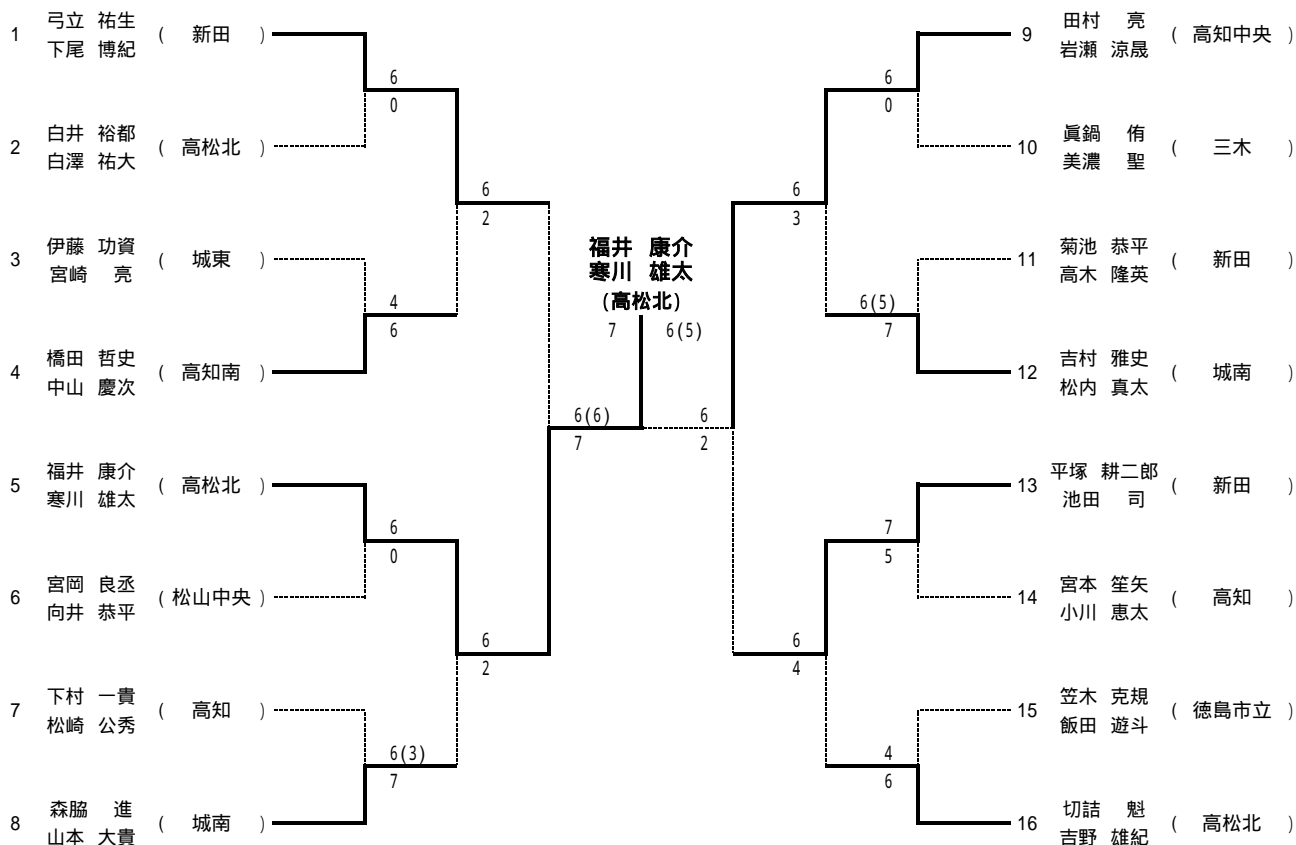 1 弓立 祐生
下尾 博紀
( 新田 )
6
0
2 白井 裕都
白澤 祐大
( 高松北 )
6
2
3 伊藤 功資
宮崎 亮
( 城東 )
4
6
4 橋田 哲史
中山 慶次
( 高知南 )
6(6)
7
5 福井 康介
寒川 雄太
( 高松北 )
6
0
6 宮岡 良丞
向井 恭平
( 松山中央 )
6
2
7 下村 一貴
松崎 公秀
( 高知 )
6(3)
7
8 森脇 進
山本 大貴
( 城南 )
福井 康介
寒川 雄太
(高松北)
7 6(5)
9 田村 亮
岩瀬 涼晟
( 高知中央 )
6
0
10 眞鍋 侑
美濃 聖
( 三木 )
6
3
11 菊池 恭平
高木 隆英
( 新田 )
6(5)
7
12 吉村 雅史
松内 真太
( 城南 )
6
2
13 平塚 耕二郎
池田 司
( 新田 )
7
5
14 宮本 笙矢
小川 恵太
( 高知 )
6
4
15 笠木 克規
飯田 遊斗
( 徳島市立 )
4
6
16 切詰 魁
吉野 雄紀
( 高松北 )